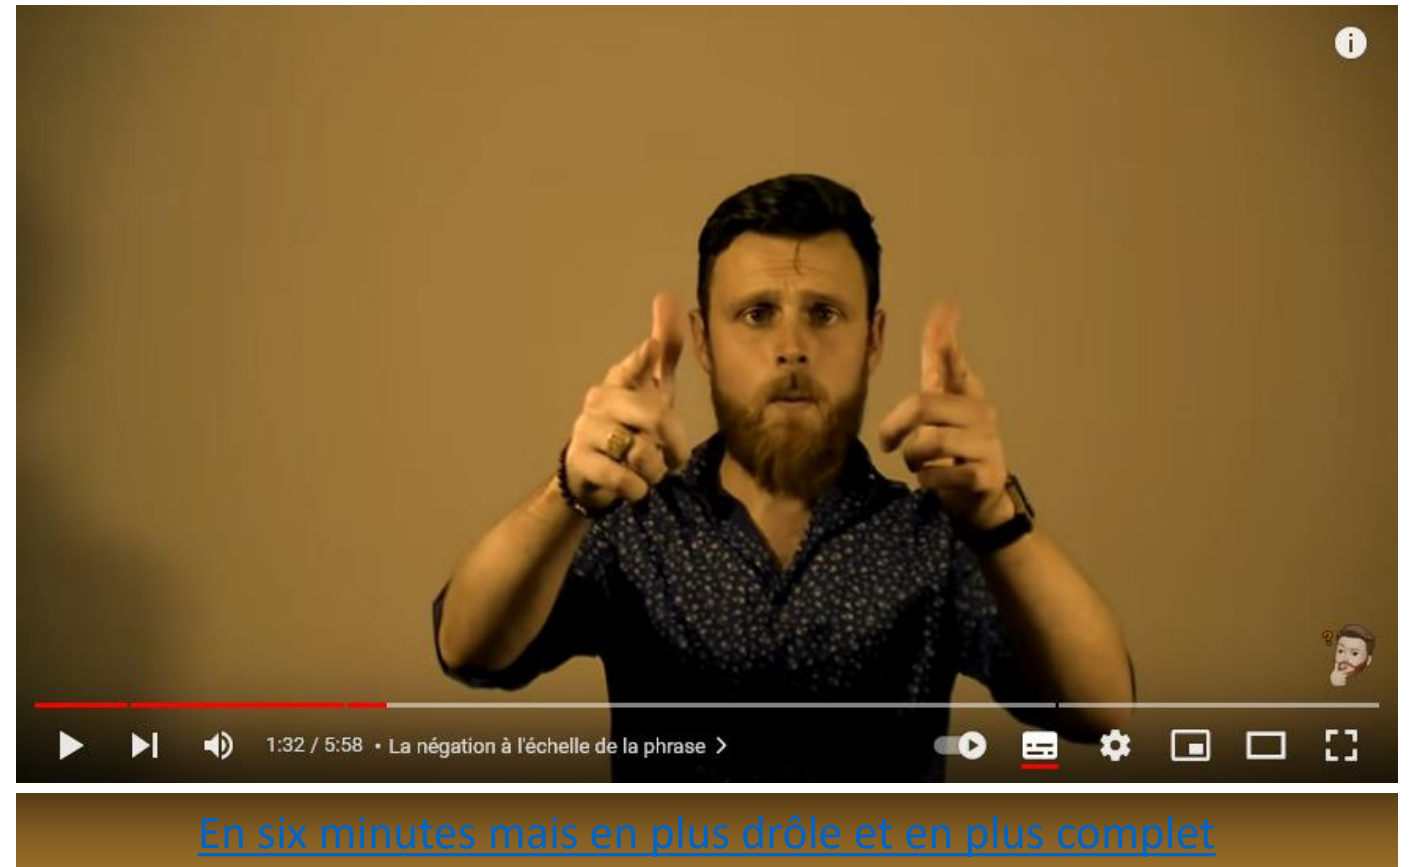 1:32 / 5:58 • La négation à l'échelle de la phrase
En six minutes mais en plus drôle et en plus complet